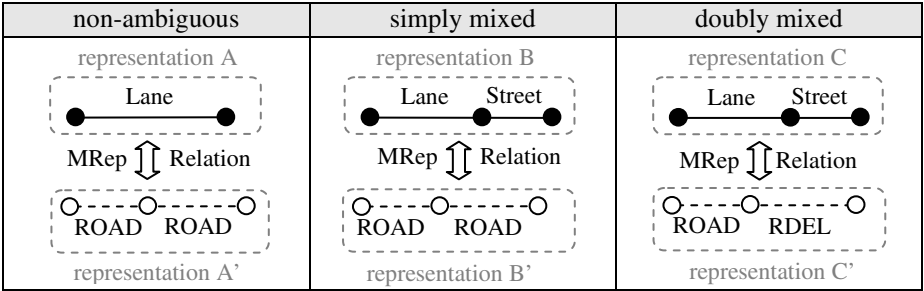 non-ambiguous simply mixed doubly mixed
representation A representation B representation C
Lane Lane Street Lane Street
MRep Relation MRep Relation MRep Relation
ROAD ROAD ROAD ROAD ROAD RDEL
representation A’ representation B’ representation C’